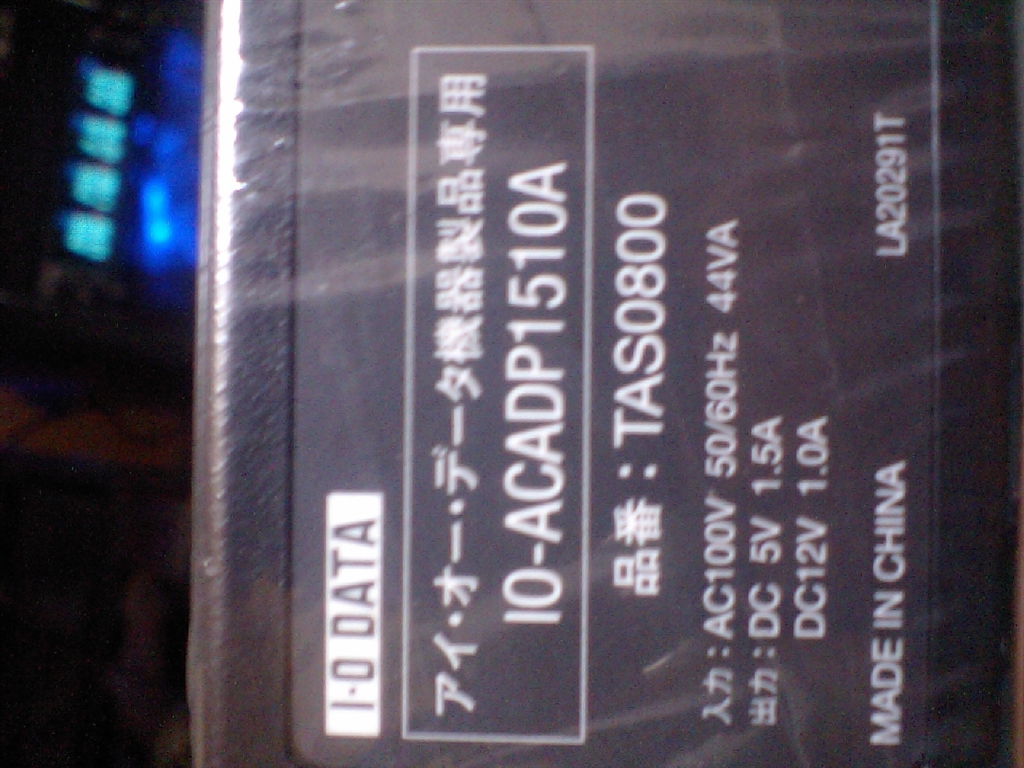 I-O DATA
アイ・オー・データ機器製品専用
IO-ACADP1510A
品番：TAS0800
入力：AC100V 50/60Hz 44VA
出力：DC 5V 1.5A
DC12V 1.0A
MADE IN CHINA LA20291T